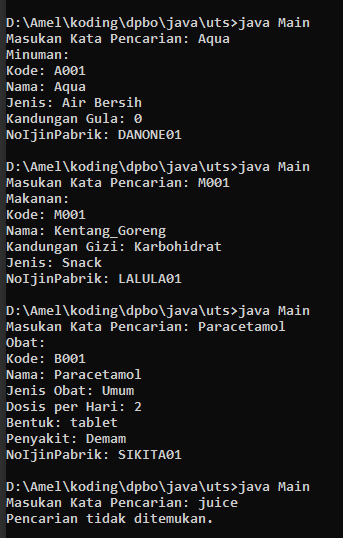 D:\Amel\koding\dpbo\java\uts>java Main
Masukan Kata Pencarian: Aqua
Minuman:
Kode: A001
Nama: Aqua
Jenis: Air Bersih
Kandungan Gula: 0
NoIjinPabrik: DANONE01
D:\Amel\koding\dpbo\java\uts>java Main
Masukan Kata Pencarian: M001
Makanan:
Kode: M001
Nama: Kentang_Goreng
Kandungan Gizi: Karbohidrat
Jenis: Snack
NoIjinPabrik: LALULA01
D:\Amel\koding\dpbo\java\uts>java Main
Masukan Kata Pencarian: Paracetamol
Obat:
Kode: B001
Nama: Paracetamol
Jenis Obat: Umum
Dosis per Hari: 2
Bentuk: tablet
Penyakit: Demam
NoIjinPabrik: SIKITA01
D:\Amel\koding\dpbo\java\uts>java Main
Masukan Kata Pencarian: juice
Pencarian tidak ditemukan.